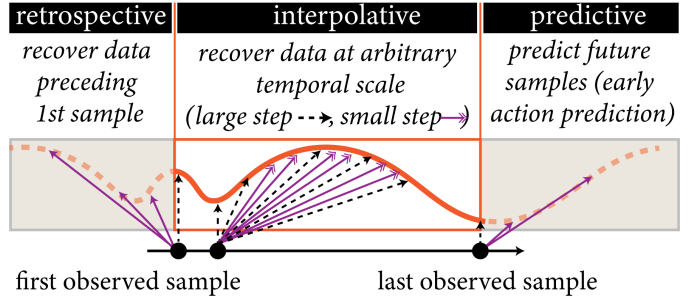 retrospective
interpolative
predictive
recover data
preceding
1st sample
recover data at arbitrary
temporal scale
(large step , small step )
predict future
samples (early
action prediction)
first observed sample
last observed sample